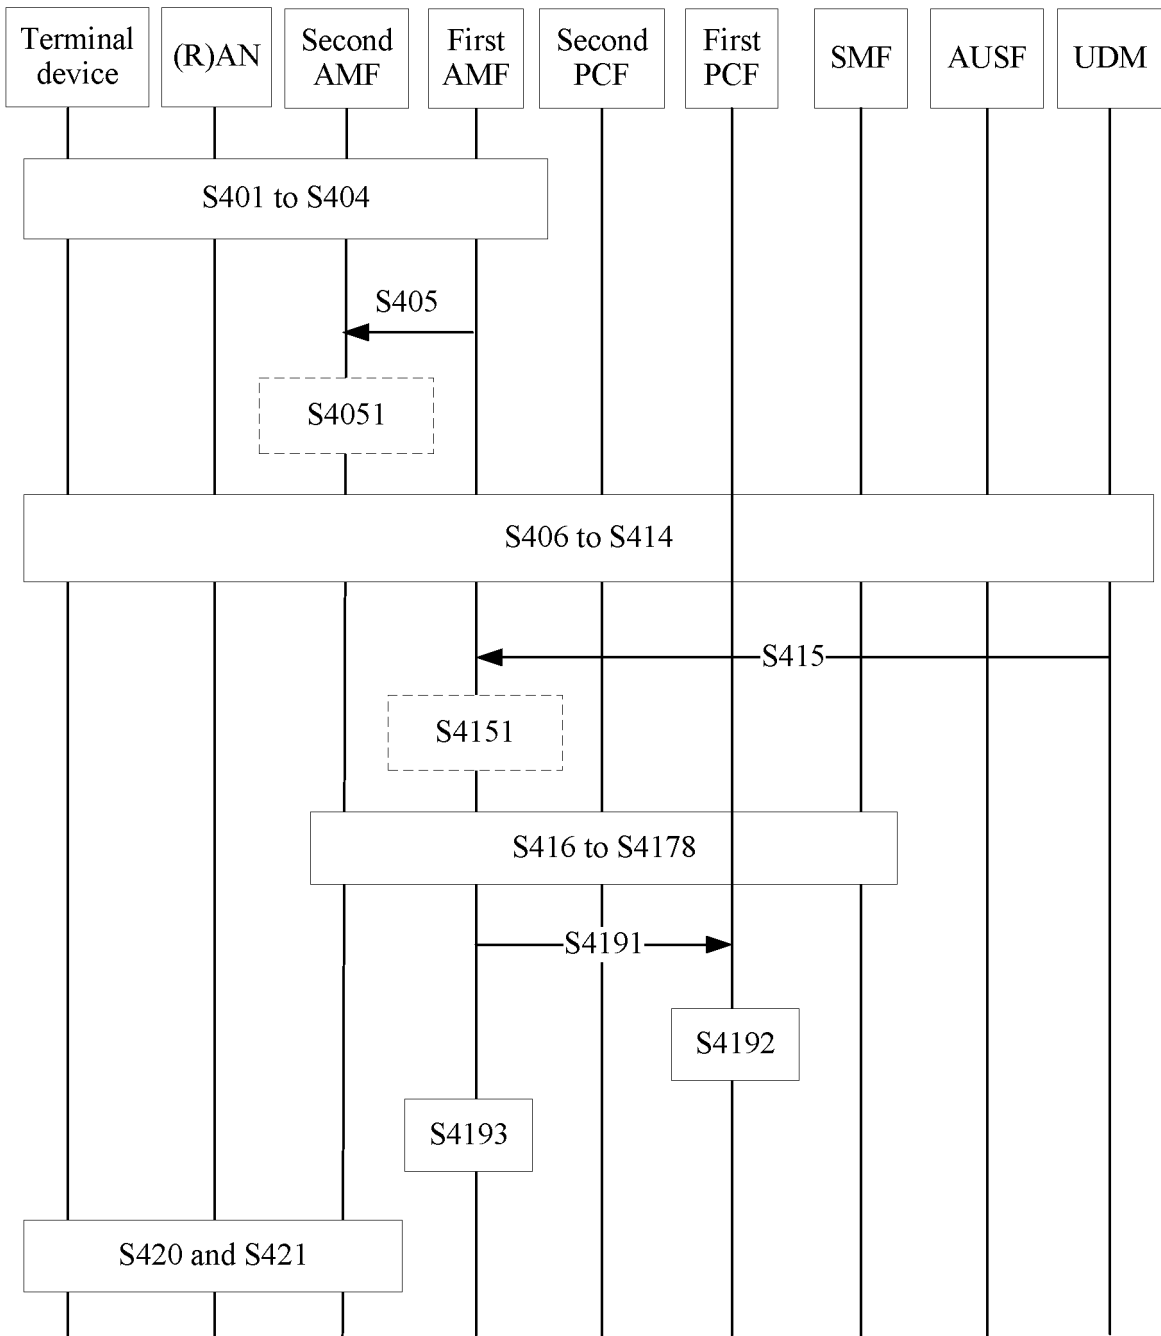 Terminal
device
(R)AN
Second
AMF
First
AMF
Second
PCF
First
PCF
SMF
AUSF
UDM
S401 to S404
S405
S4051
S406 to S414
S415
S4151
S416 to S4178
S4191
S4192
S4193
S420 and S421